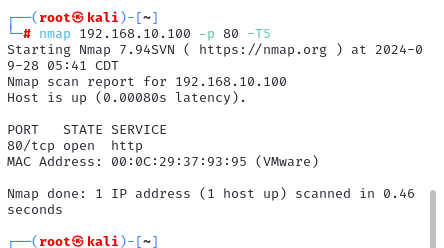 ┌──(root㉿kali)-[~]
└─# nmap 192.168.10.100 -p 80 -T5
Starting Nmap 7.94SVN ( https://nmap.org ) at 2024-0
9-28 05:41 CDT
Nmap scan report for 192.168.10.100
Host is up (0.00080s latency).

PORT   STATE SERVICE
80/tcp open  http
MAC Address: 00:0C:29:37:93:95 (VMware)

Nmap done: 1 IP address (1 host up) scanned in 0.46
seconds

┌──(root㉿kali)-[~]